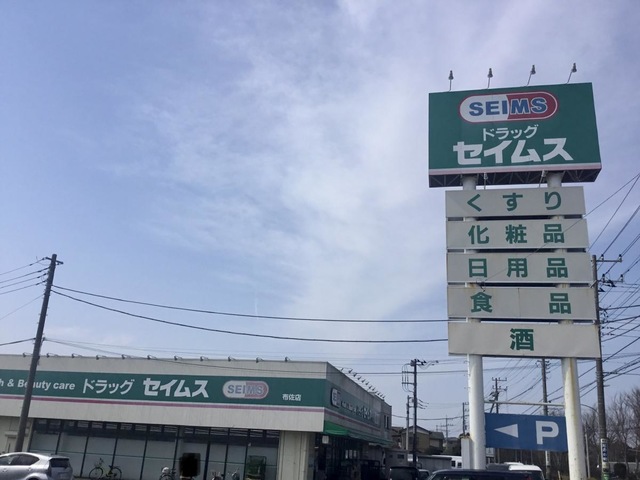 SEIMS
ドラッグ
セイムス
くすり
化粧品
日用品
食品
酒
P
h & Beauty care ドラッグ セイムス SEIMS 布佐店